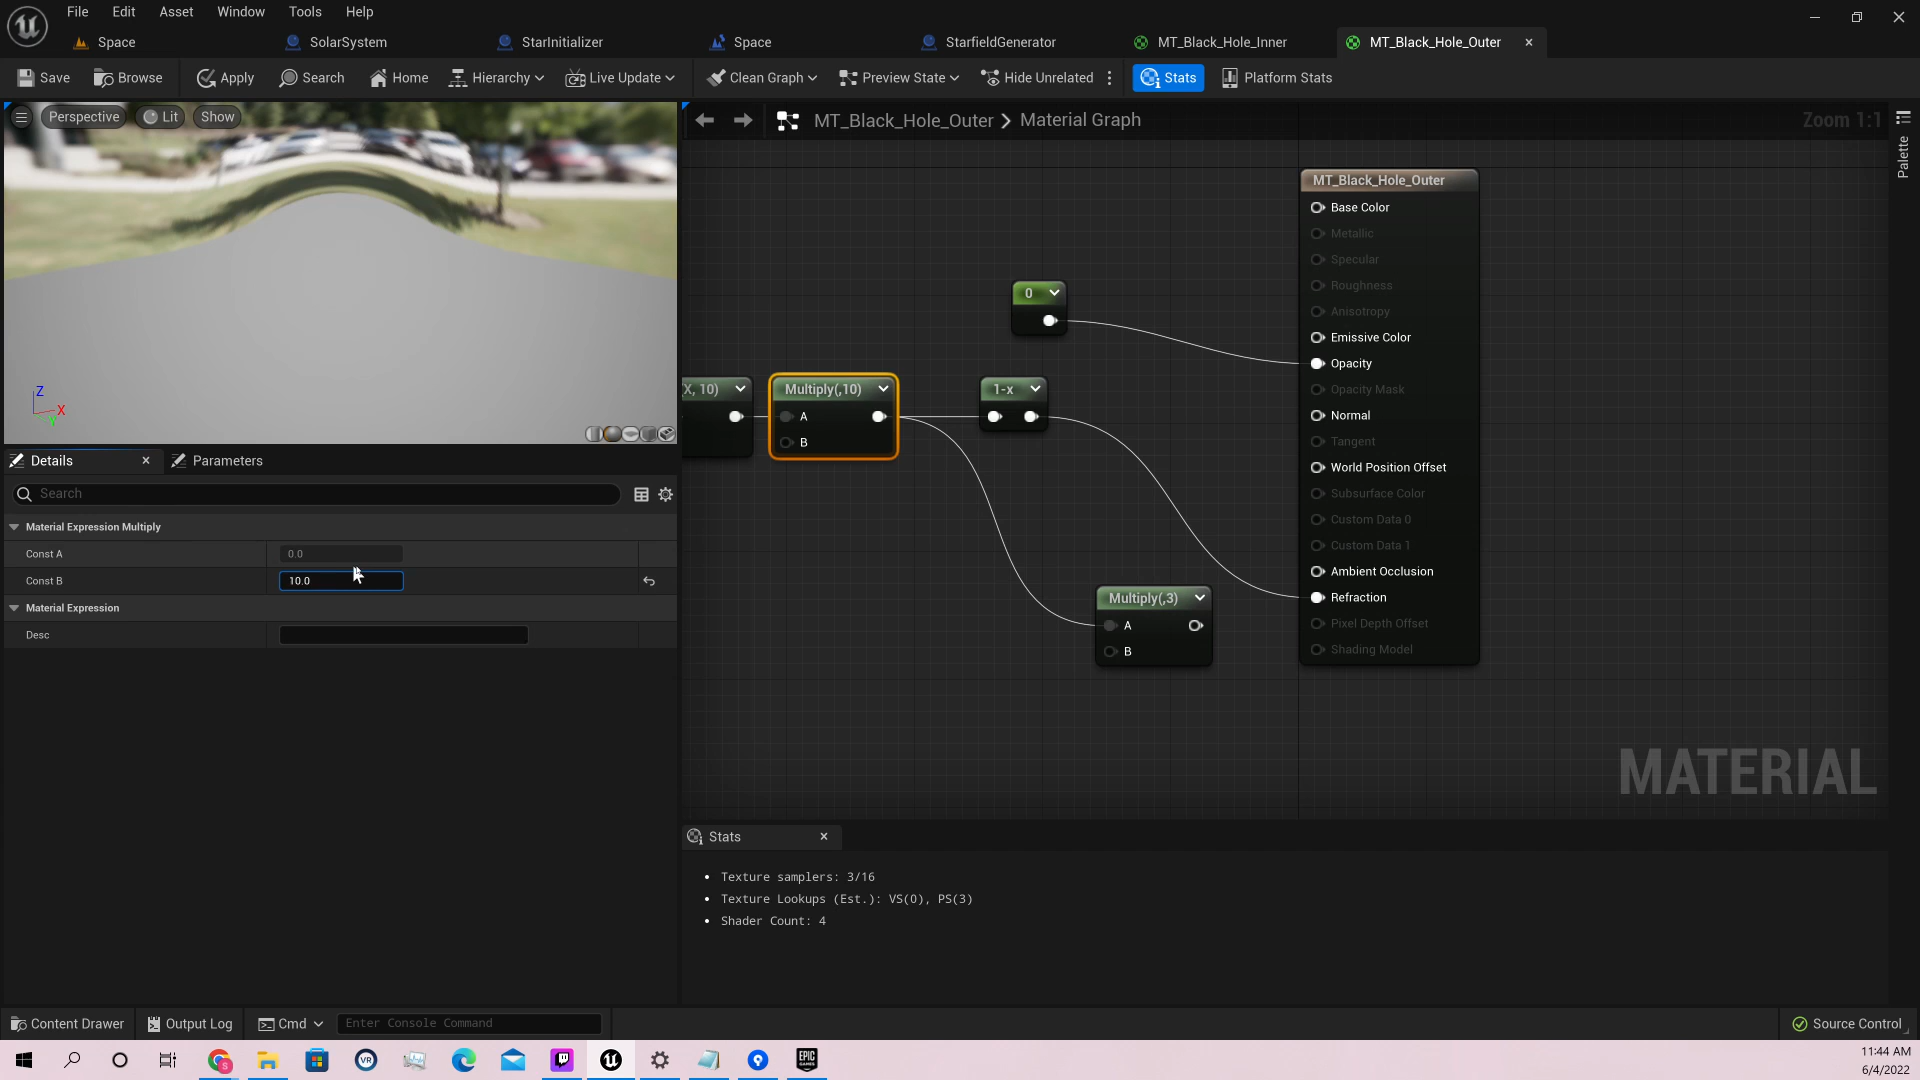 File Edit Asset Window Tools Help
Space SolarSystem StarInitializer Space StarfieldGenerator MT_Black_Hole_Inner MT_Black_Hole_Outer
Save Browse Apply Search Home Hierarchy Live Update Clean Graph Preview State Hide Unrelated Stats Platform Stats
Perspective Lit Show
MT_Black_Hole_Outer > Material Graph
Zoom 1:1
Palette
Z
X
Y
MT_Black_Hole_Outer
Base Color
Metallic
Specular
Roughness
Anisotropy
Emissive Color
Opacity
Opacity Mask
Normal
Tangent
World Position Offset
Subsurface Color
Custom Data 0
Custom Data 1
Ambient Occlusion
Refraction
Pixel Depth Offset
Shading Model
0
X, 10)
Multiply(,10)
A
B
1-x
Multiply(,3)
A
B
MATERIAL
Details Parameters
Search
Material Expression Multiply
Const A 0.0
Const B 10.0
Material Expression
Desc
Stats
Texture samplers: 3/16
Texture Lookups (Est.): VS(0), PS(3)
Shader Count: 4
Content Drawer Output Log Cmd Enter Console Command Source Control
VR
EPIC GAMES
11:44 AM
6/4/2022